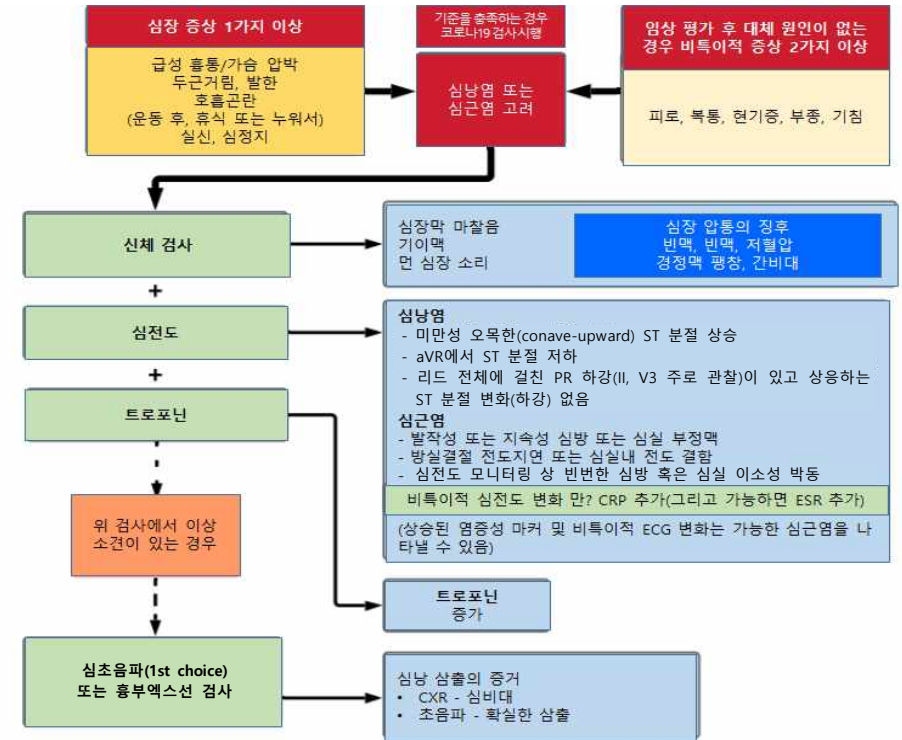 심장 증상 1가지 이상
급성 흉통/가슴 압박
두근거림, 발한
호흡곤란
(운동 후, 휴식 또는 누워서)
실신, 심정지
기준을 충족하는 경우
코로나19 검사시행
심낭염 또는
심근염 고려
임상 평가 후 대체 원인이 없는
경우 비특이적 증상 2가지 이상
피로, 복통, 현기증, 부종, 기침
신체 검사
심장막 마찰음
기이맥
먼 심장 소리
심장 압통의 징후
빈맥, 빈맥, 저혈압
경정맥 팽창, 간비대
+
심전도
심낭염
- 미만성 오목한(conave-upward) ST 분절 상승
- aVR에서 ST 분절 저하
- 리드 전체에 걸친 PR 하강(II, V3 주로 관찰)이 있고 상응하는
ST 분절 변화(하강) 없음
심근염
- 발작성 또는 지속성 심방 또는 심실 부정맥
- 방실결절 전도지연 또는 심실내 전도 결함
- 심전도 모니터링 상 빈번한 심방 혹은 심실 이소성 박동
비특이적 심전도 변화 만? CRP 추가(그리고 가능하면 ESR 추가)
(상승된 염증성 마커 및 비특이적 ECG 변화는 가능한 심근염을 나
타낼 수 있음)
+
트로포닌
트로포닌
증가
위 검사에서 이상
소견이 있는 경우
심초음파(1st choice)
또는 흉부엑스선 검사
심낭 삼출의 증거
• CXR - 심비대
• 초음파 - 확실한 삼출